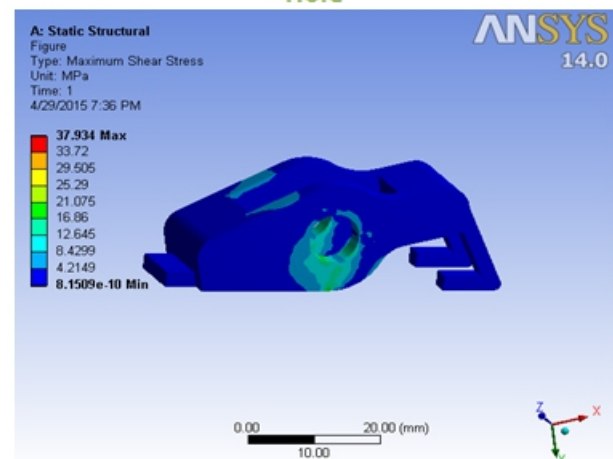 A: Static Structural
Figure
Type: Maximum Shear Stress
Unit: MPa
Time: 1
4/29/2015 7:36 PM
ANSYS
14.0
37.934 Max
33.72
29.505
25.29
21.075
16.86
12.645
8.4299
4.2149
8.1509e-10 Min
0.00
20.00 (mm)
10.00
Z
X
Y